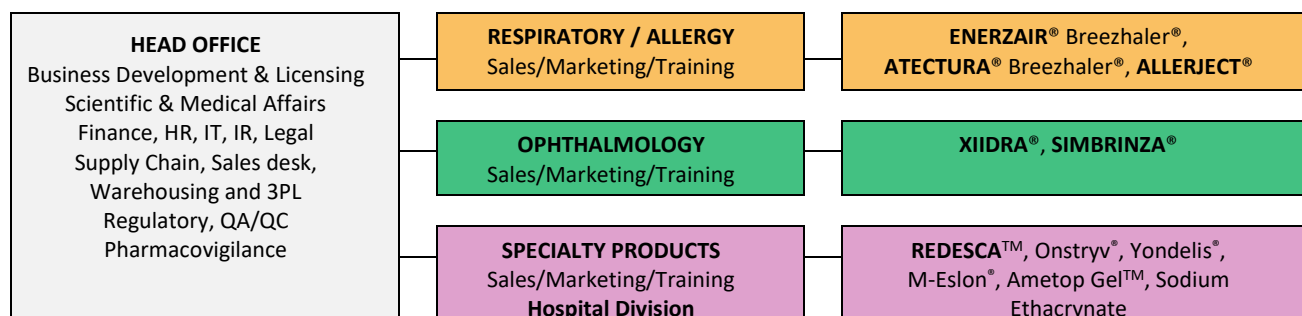 HEAD OFFICE
Business Development & Licensing
Scientific & Medical Affairs
Finance, HR, IT, IR, Legal
Supply Chain, Sales desk,
Warehousing and 3PL
Regulatory, QA/QC
Pharmacovigilance
RESPIRATORY / ALLERGY
Sales/Marketing/Training
ENERZAIR® Breezhaler®,
ATECTURA® Breezhaler®, ALLERJECT®
OPHTHALMOLOGY
Sales/Marketing/Training
XIIDRA®, SIMBRINZA®
SPECIALTY PRODUCTS
Sales/Marketing/Training
Hospital Division
REDESCA™, Onstryv®, Yondelis®,
M-Eslon®, Ametop Gel™, Sodium
Ethacrynate